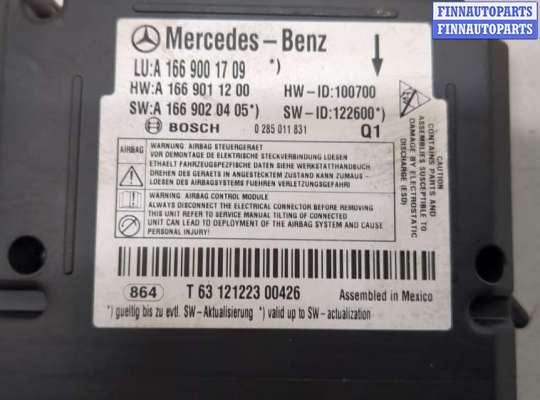 FINNAUTOPARTS
FINNAUTOPARTS
Mercedes-Benz
LU:A 166 900 17 09 *)
HW:A 166 901 12 00 HW-ID:100700
SW:A 166 902 04 05*) SW-ID:122600*)
BOSCH 0 285 011 831 Q1
AIRBAG
WARNUNG. AIRBAG STEUERGERAET
VOR DEMONTAGE DE ELEKTRISCHE STECKVERBINDUNG LOESEN
ENTHAELT FAHRZEUGSPEZIFISCHE DATEN SIEHE WERKSTATTHANDBUCH
DREHEN DES GERAETS IN ANGESTECKTEM ZUSTAND KANN ZUMAU-
LOESEN DES AIRBAGSYSTEMS FUEHREN VERLETZUNGSGEFAHR!
WARNING. AIRBAG CONTROL MODULE
ALWAYS DISCONNECT THE ELECTRICAL CONNECTOR BEFORE REMOVING
THIS UNIT REFER TO SERVICE MANUAL TILTING OF CONNECTED
UNIT CAN LEAD TO DEPLOYMENT OF THE AIRBAG SYSTEM AND CAUSE
PERSONAL INJURY!
CAUTION
CONTAINS PARTS AND
ASSEMBLIES SUSCEPTIBLE TO
DAMAGE BY ELECTROSTATIC
DISCHARGE (ESD)
864 T 63 121223 00426 Assembled in Mexico
*) gueltig bis zu evtl. SW-Aktualisierung *) valid up to SW-actualization